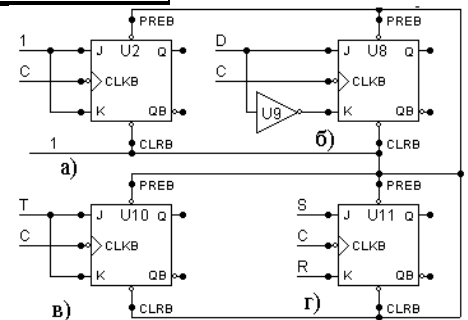 PREB PREB
1 J U2 Q D J U8 Q
C CLKB C CLKB
K QB U9 K QB
1 CLRB б) CLRB
а)
PREB PREB
T J U10 Q S J U11 Q
C CLKB C CLKB
K QB R K QB
в) CLRB г) CLRB